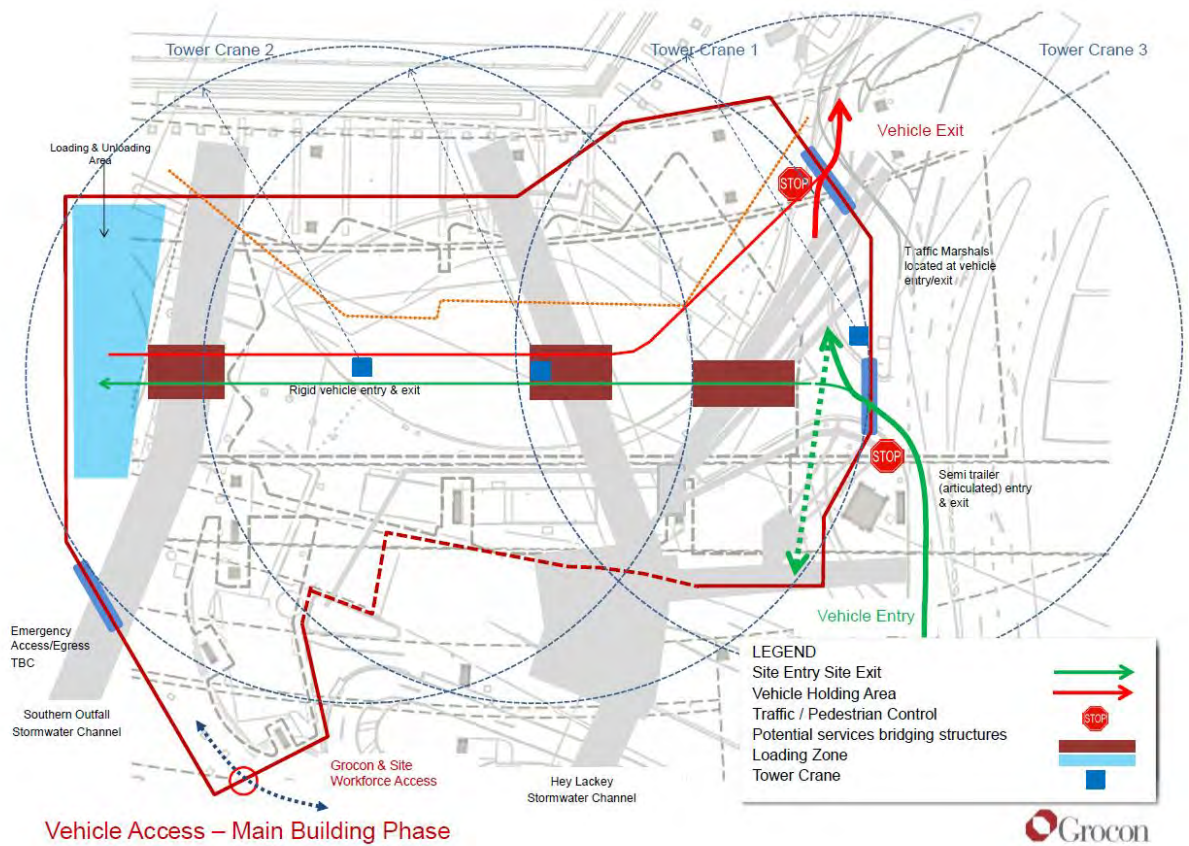 Tower Crane 2
Tower Crane 1
Tower Crane 3
Vehicle Exit
Loading & Unloading
Area
STOP
Traffic Marshals
located at vehicle
entry/exit
Rigid vehicle entry & exit
STOP
Semi trailer
(articulated) entry
& exit
Vehicle Entry
Emergency
Access/Egress
TBC
Southern Outfall
Stormwater Channel
Grocon & Site
Workforce Access
Hey Lackey
Stormwater Channel
LEGEND
Site Entry Site Exit
Vehicle Holding Area
Traffic / Pedestrian Control
STOP
Potential services bridging structures
Loading Zone
Tower Crane
Vehicle Access – Main Building Phase
Grocon